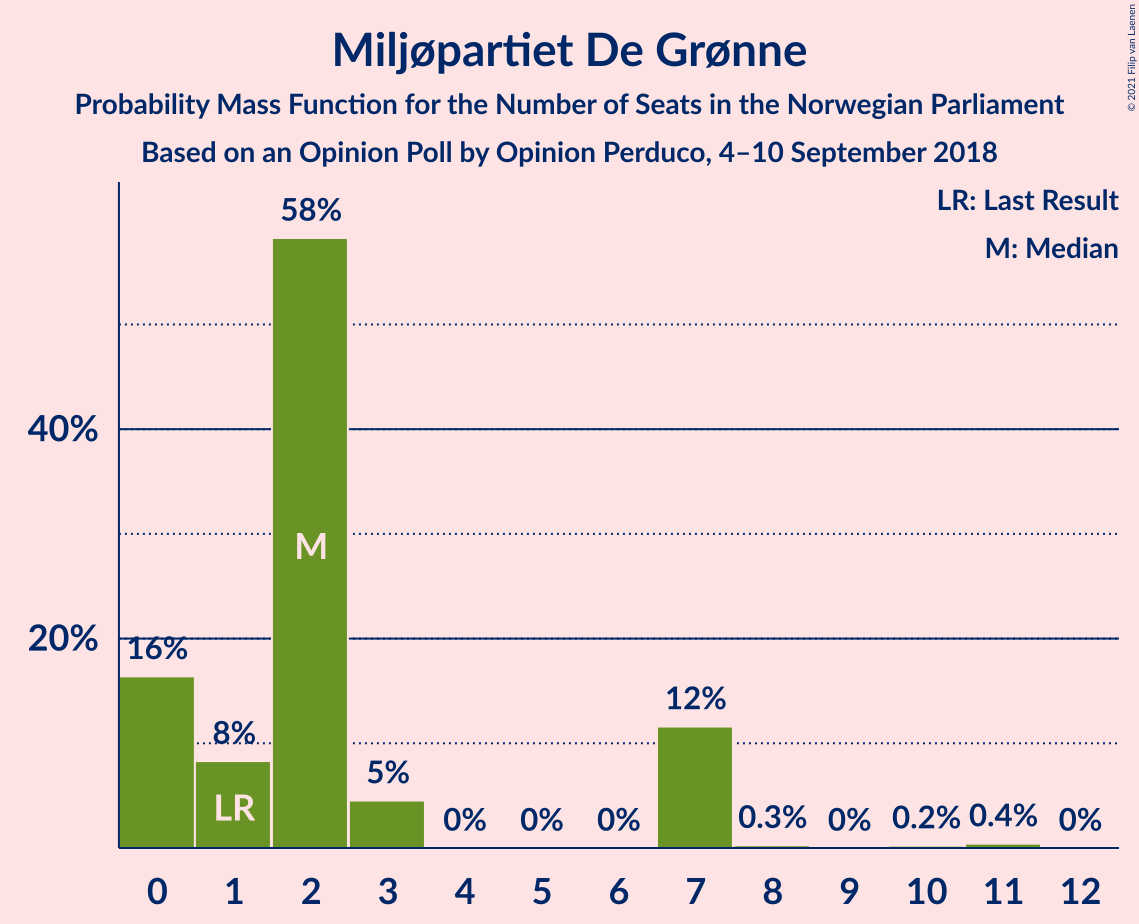 Miljøpartiet De Grønne
Probability Mass Function for the Number of Seats in the Norwegian Parliament
Based on an Opinion Poll by Opinion Perduco, 4–10 September 2018
© 2021 Filip van Laenen
LR: Last Result
M: Median
58%
40%
M
20%
16%
12%
8%
5%
LR
0% 0% 0% 0.3% 0% 0.2% 0.4% 0%
0 1 2 3 4 5 6 7 8 9 10 11 12